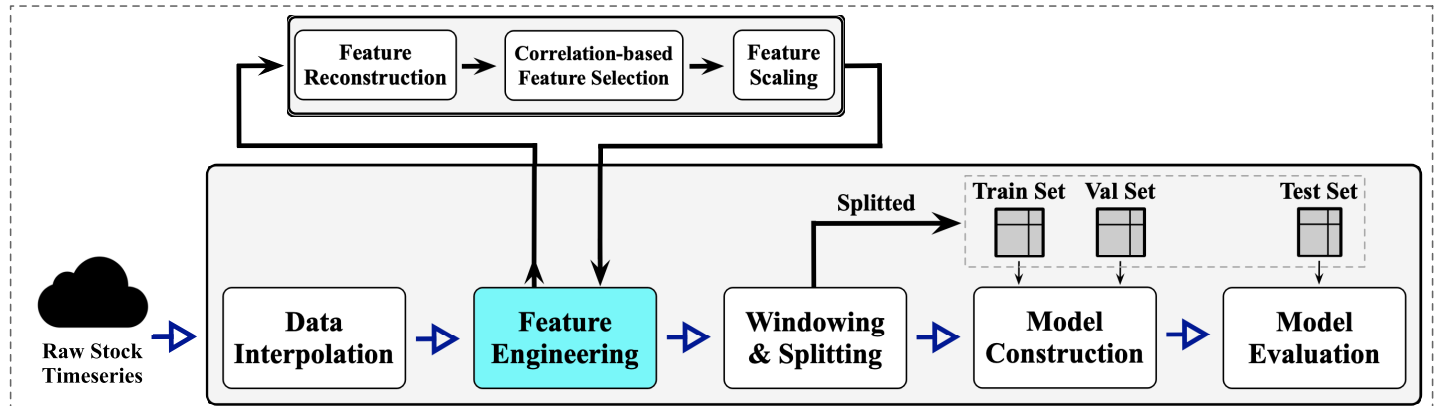 Feature
Reconstruction
Correlation-based
Feature Selection
Feature
Scaling
Splitted
Train Set
Val Set
Test Set
Raw Stock
Timeseries
Data
Interpolation
Feature
Engineering
Windowing
& Splitting
Model
Construction
Model
Evaluation